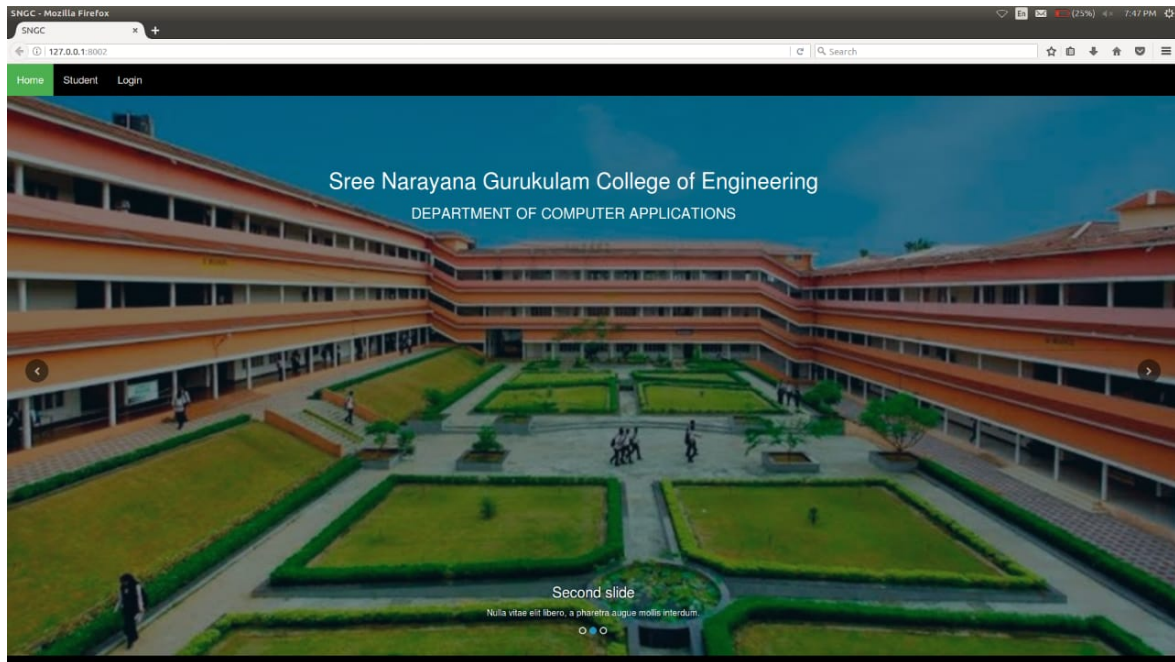 SNGC - Mozilla Firefox
En (25%) 7:47 PM
SNGC
127.0.0.1:8002
Search
Home Student Login
Sree Narayana Gurukulam College of Engineering
DEPARTMENT OF COMPUTER APPLICATIONS
Second slide
Nulla vitae elit libero, a pharetra augue mollis interdum.